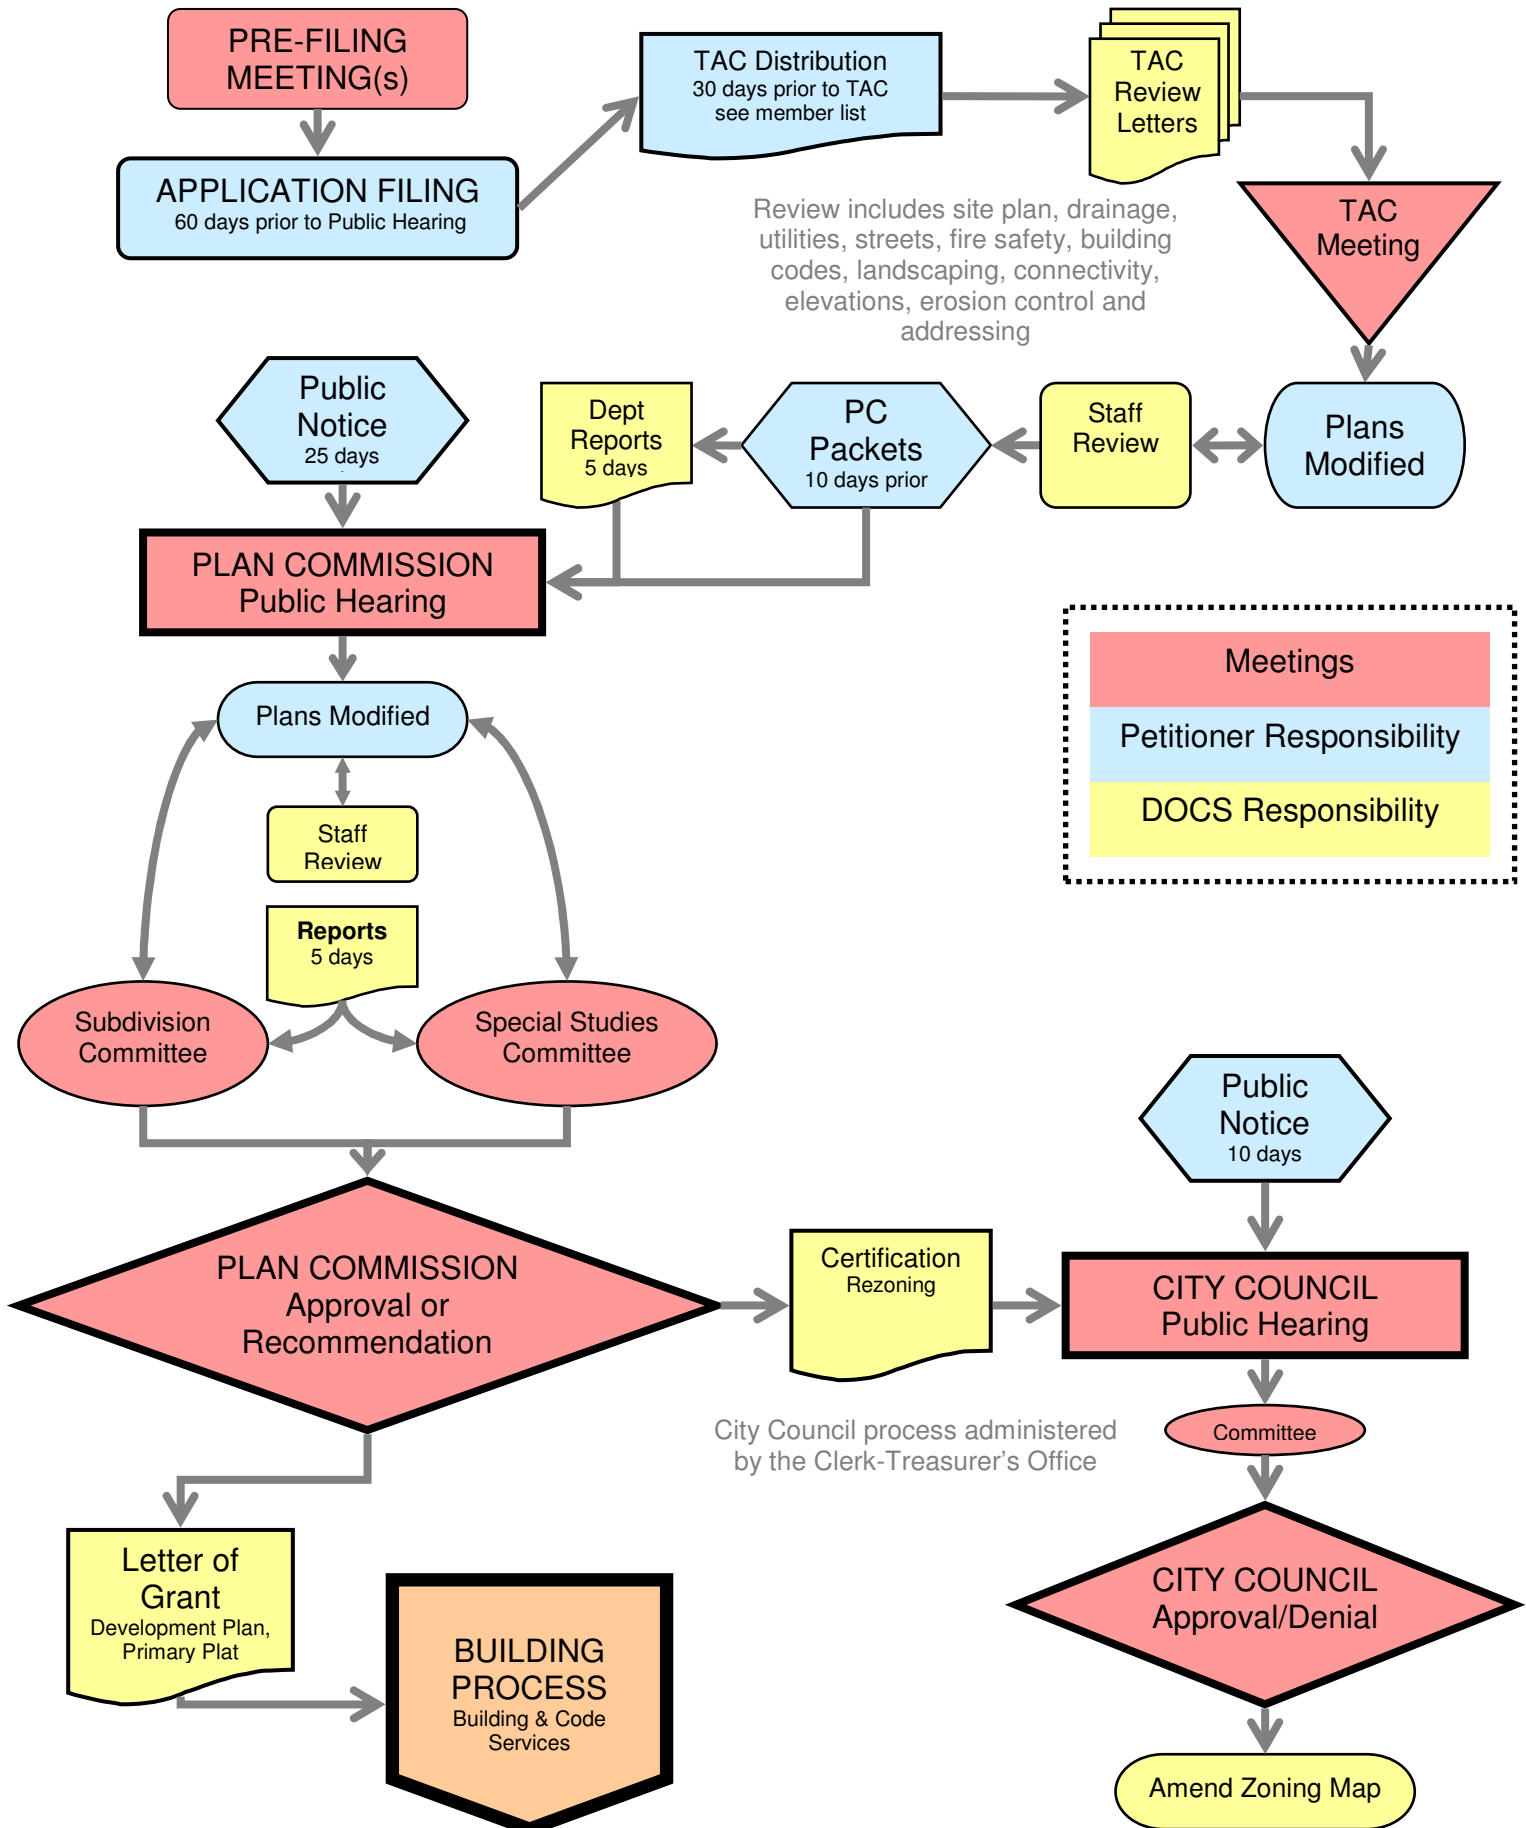 PRE-FILING
MEETING(s)
APPLICATION FILING
60 days prior to Public Hearing
TAC Distribution
30 days prior to TAC
see member list
TAC
Review
Letters
TAC
Meeting
Review includes site plan, drainage,
utilities, streets, fire safety, building
codes, landscaping, connectivity,
elevations, erosion control and
addressing
Plans
Modified
Staff
Review
PC
Packets
10 days prior
Dept
Reports
5 days
Public
Notice
25 days
PLAN COMMISSION
Public Hearing
Meetings
Petitioner Responsibility
DOCS Responsibility
Plans Modified
Staff
Review
Reports
5 days
Subdivision
Committee
Special Studies
Committee
PLAN COMMISSION
Approval or
Recommendation
Certification
Rezoning
Public
Notice
10 days
CITY COUNCIL
Public Hearing
City Council process administered
by the Clerk-Treasurer's Office
Committee
CITY COUNCIL
Approval/Denial
Amend Zoning Map
Letter of
Grant
Development Plan,
Primary Plat
BUILDING
PROCESS
Building & Code
Services